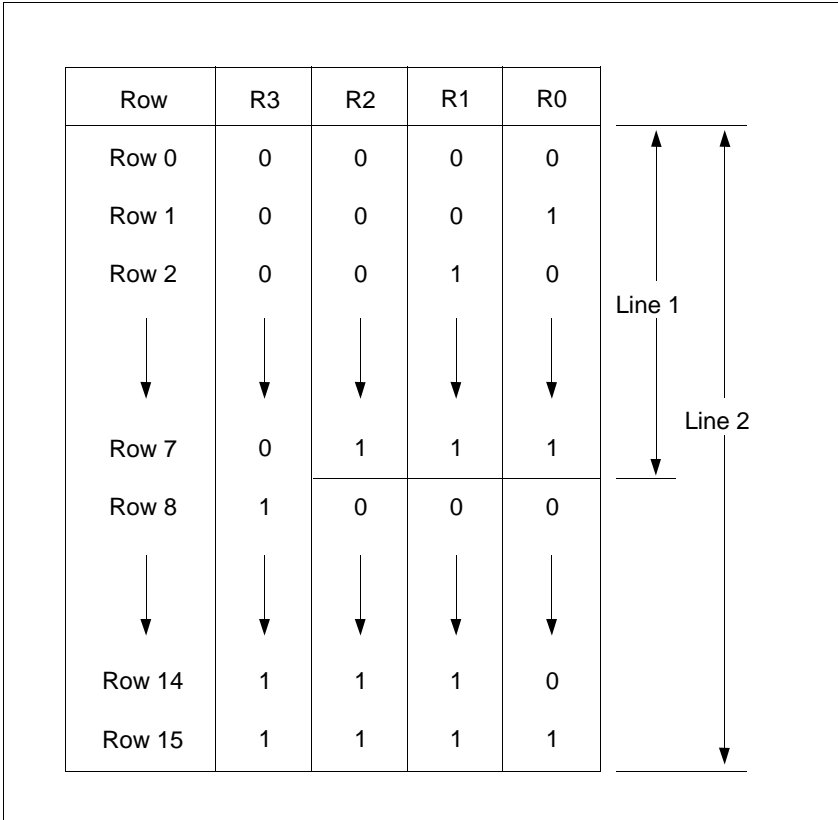 Row R3 R2 R1 R0
Row 0 0 0 0 0
Row 1 0 0 0 1
Row 2 0 0 1 0
Line 1
Line 2
Row 7 0 1 1 1
Row 8 1 0 0 0
Row 14 1 1 1 0
Row 15 1 1 1 1